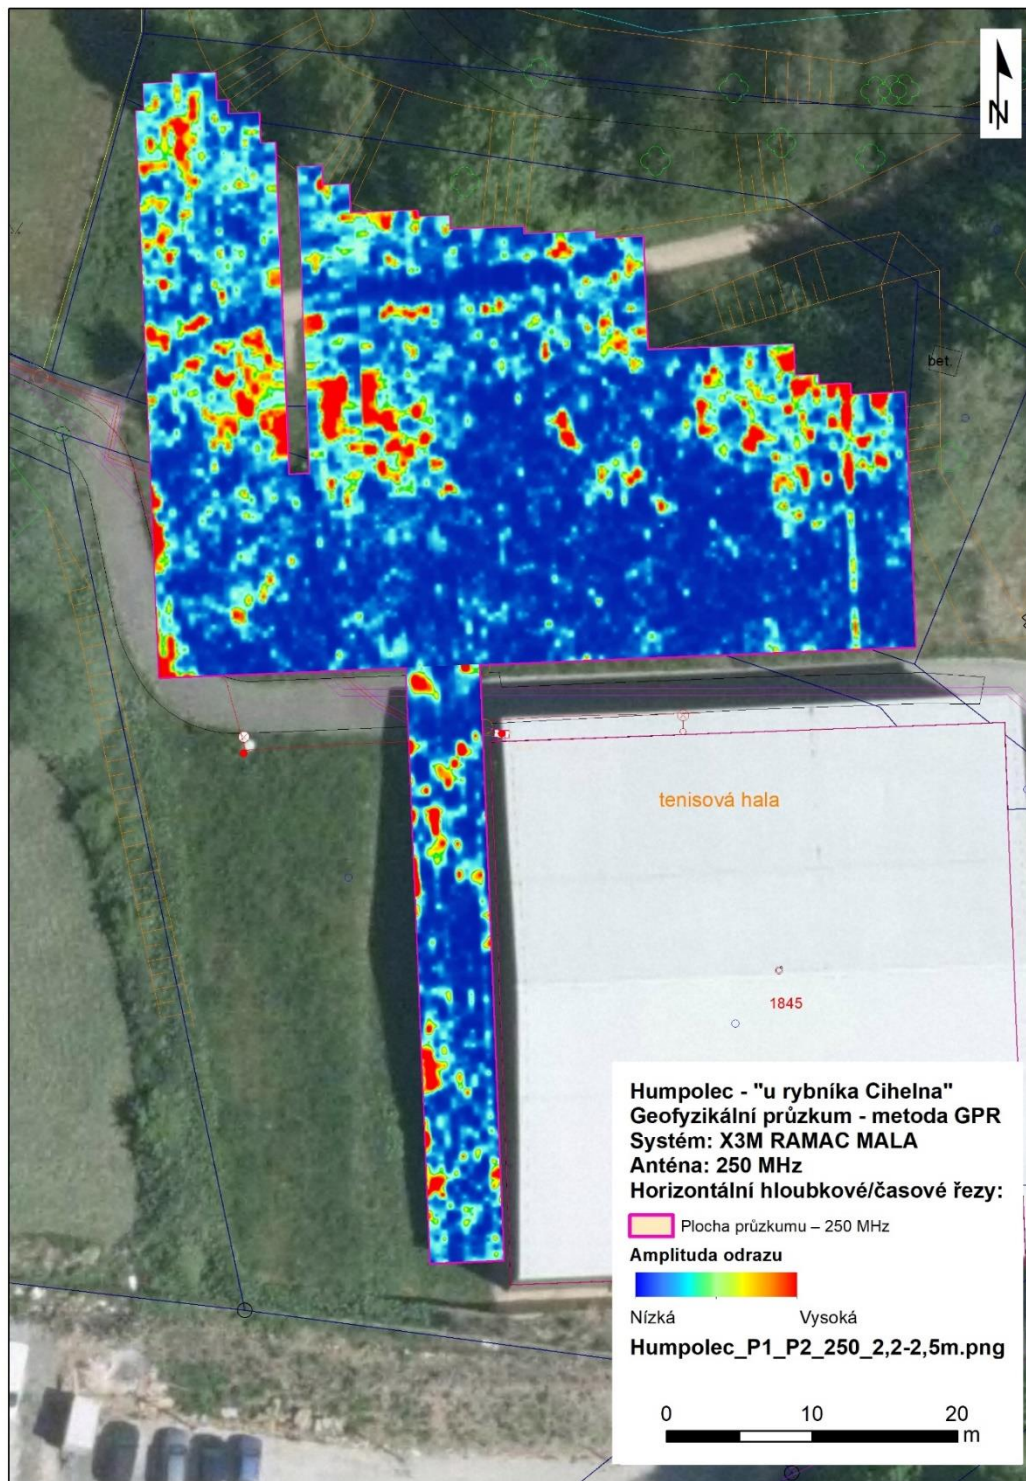 N
bet.
tenisová hala
1845
Humpolec - "u rybníka Cihelna"
Geofyzikální průzkum - metoda GPR
Systém: X3M RAMAC MALA
Anténa: 250 MHz
Horizontální hloubkové/časové řezy:
Plocha průzkumu – 250 MHz
Amplituda odrazu
Nízká Vysoká
Humpolec_P1_P2_250_2,2-2,5m.png
0 10 20
m